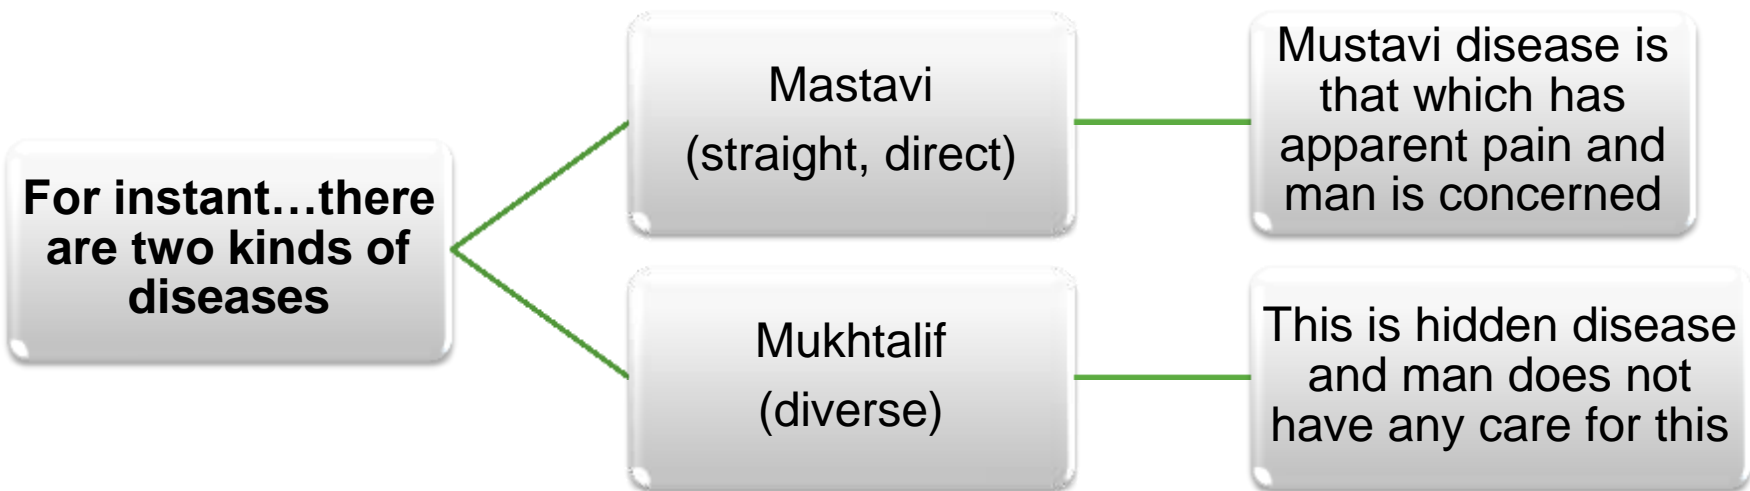 For instant…there
are two kinds of
diseases
Mastavi
(straight, direct)
Mustavi disease is
that which has
apparent pain and
man is concerned
Mukhtalif
(diverse)
This is hidden disease
and man does not
have any care for this